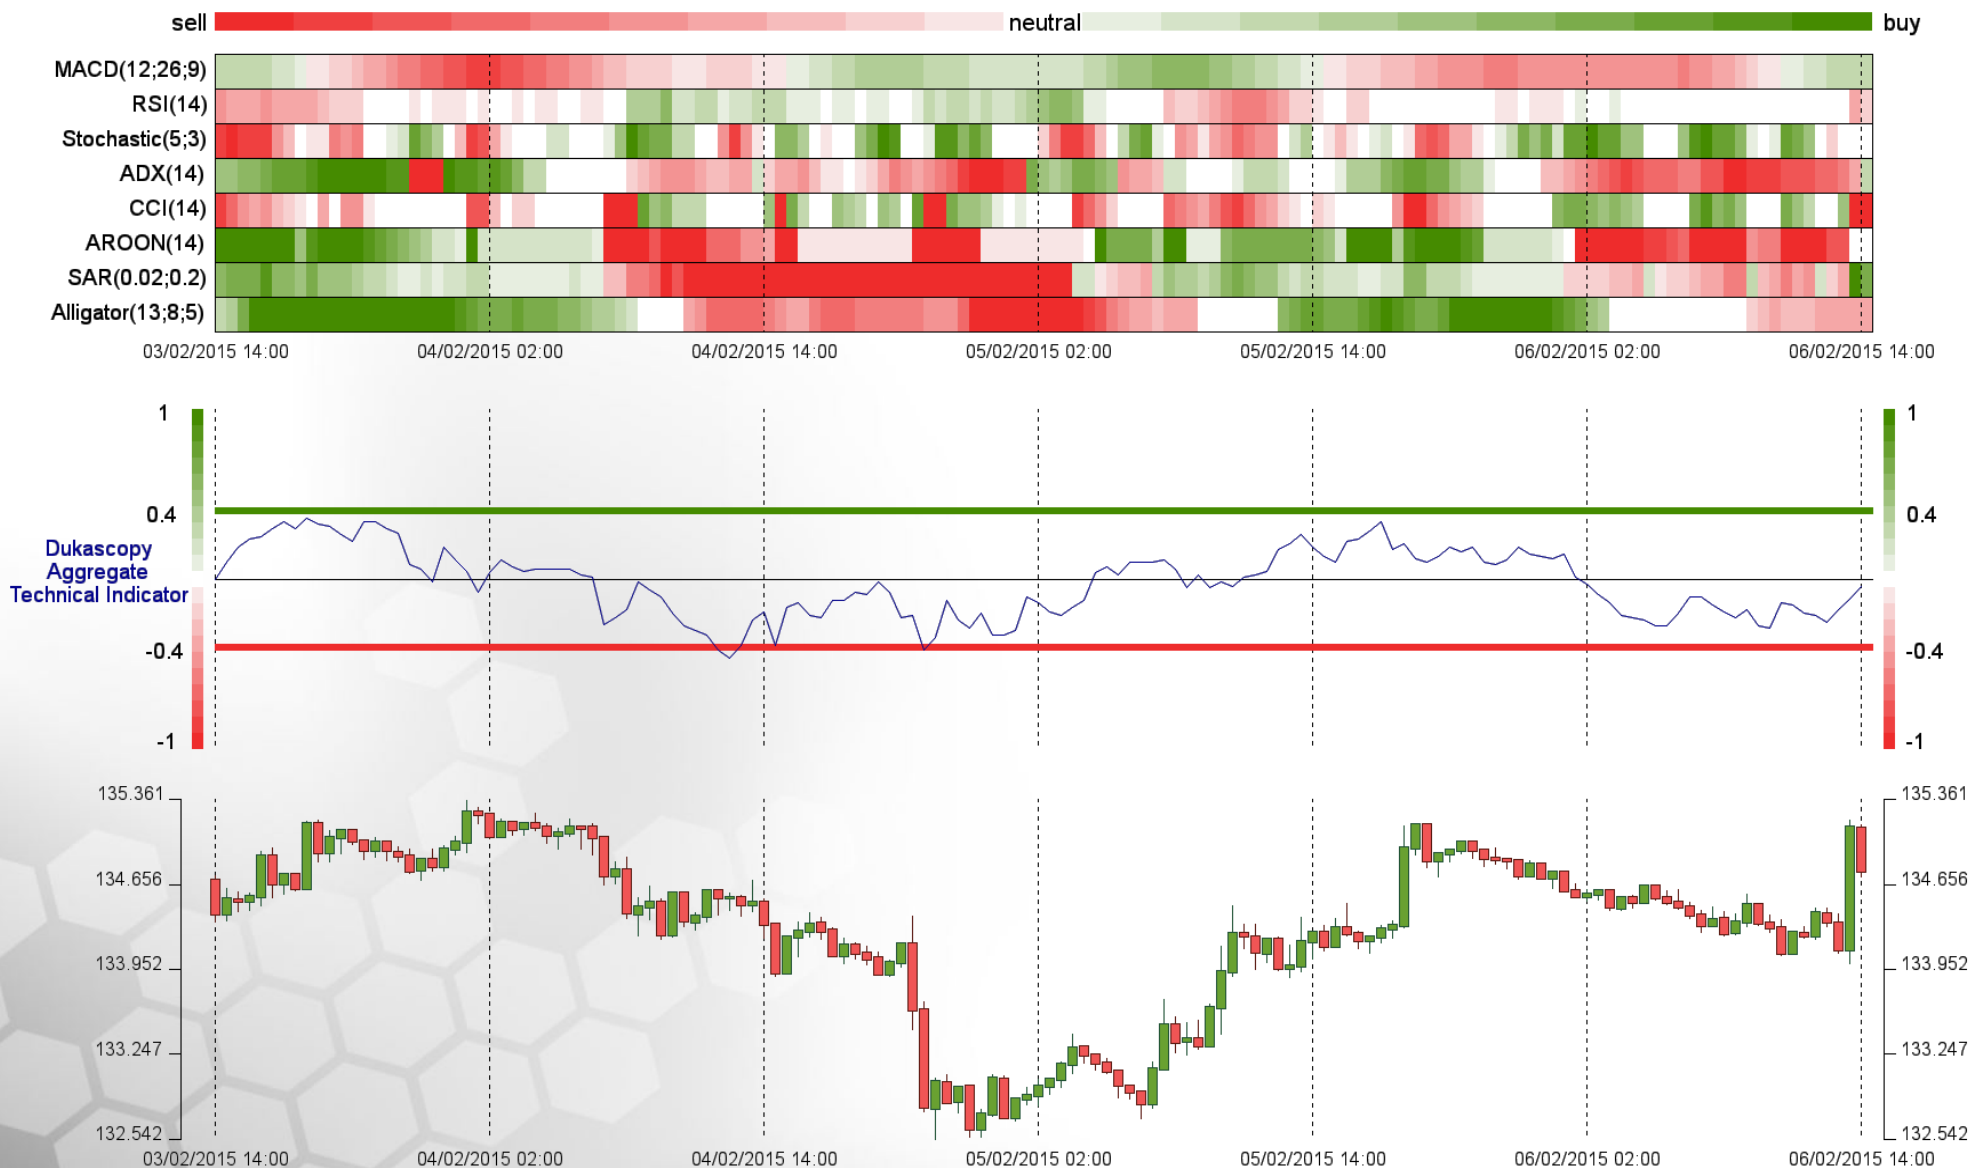 sell neutral buy
MACD(12;26;9)
RSI(14)
Stochastic(5;3)
ADX(14)
CCI(14)
AROON(14)
SAR(0.02;0.2)
Alligator(13;8;5)
03/02/2015 14:00 04/02/2015 02:00 04/02/2015 14:00 05/02/2015 02:00 05/02/2015 14:00 06/02/2015 02:00 06/02/2015 14:00
1 1
0.4 0.4
Dukascopy
Aggregate
Technical Indicator
-0.4 -0.4
-1 -1
135.361 135.361
134.656 134.656
133.952 133.952
133.247 133.247
132.542 132.542
03/02/2015 14:00 04/02/2015 02:00 04/02/2015 14:00 05/02/2015 02:00 05/02/2015 14:00 06/02/2015 02:00 06/02/2015 14:00